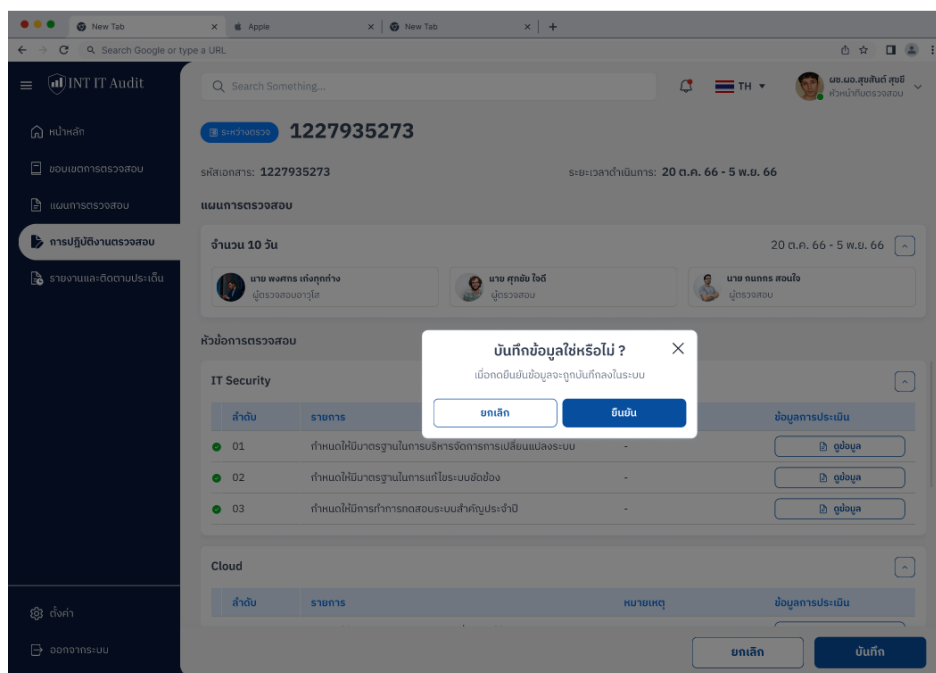 New Tab
Apple
New Tab
Search Google or type a URL
INT IT Audit
Search Something...
TH
ผช.นอ.สุขสันต์ สุขยี
หัวหน้าทีมตรวจสอบ
หน้าหลัก
ขอบเขตการตรวจสอบ
แผนการตรวจสอบ
การปฏิบัติงานตรวจสอบ
รายงานและติดตามประเด็น
ตั้งค่า
ออกจากระบบ
ระหว่างตรวจ 1227935273
รหัสเอกสาร: 1227935273 ระยะเวลาดำเนินการ: 20 ต.ค. 66 - 5 พ.ย. 66
แผนการตรวจสอบ
จำนวน 10 วัน 20 ต.ค. 66 - 5 พ.ย. 66
นาย พงศกร เก่งทุกทาง
ผู้ตรวจสอบอาวุโส
นาย ศุภชัย ใจดี
ผู้ตรวจสอบ
นาย ธนกกร สอนใจ
ผู้ตรวจสอบ
หัวข้อการตรวจสอบ
บันทึกข้อมูลใช่หรือไม่ ?
เมื่อกดยืนยันข้อมูลจะถูกบันทึกลงในระบบ
ยกเลิก ยืนยัน
IT Security
ลำดับ รายการ ข้อมูลการประเมิน
01 กำหนดให้มีมาตรฐานในการบริหารจัดการการเปลี่ยนแปลงระบบ - ดูข้อมูล
02 กำหนดให้มีมาตรฐานในการแก้ไขระบบขัดข้อง - ดูข้อมูล
03 กำหนดให้มีการทำการทดสอบระบบสำคัญประจำปี - ดูข้อมูล
Cloud
ลำดับ รายการ หมายเหตุ ข้อมูลการประเมิน
ยกเลิก บันทึก